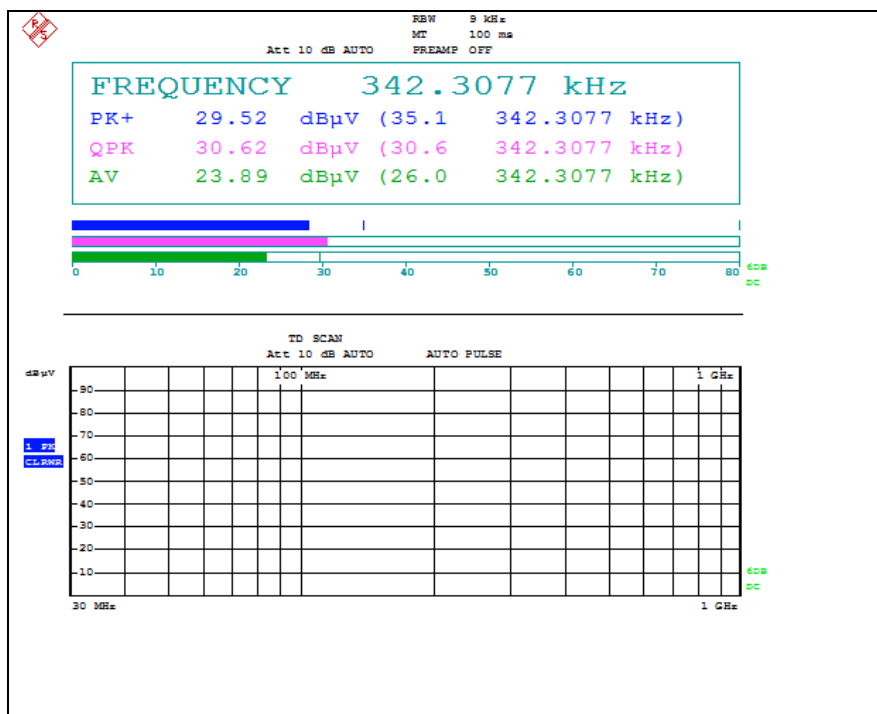 R
S
RBW 9 kHz
MT 100 ms
Att 10 dB AUTO PREAMP OFF
FREQUENCY 342.3077 kHz
PK+ 29.52 dBµV (35.1 342.3077 kHz)
QPK 30.62 dBµV (30.6 342.3077 kHz)
AV 23.89 dBµV (26.0 342.3077 kHz)
0 10 20 30 40 50 60 70 80
6DB
DC
TD SCAN
Att 10 dB AUTO AUTO PULSE
dBµV
100 MHz 1 GHz
90
80
70
1 PK
CLRWR
60
50
40
30
20
10
6DB
DC
30 MHz 1 GHz